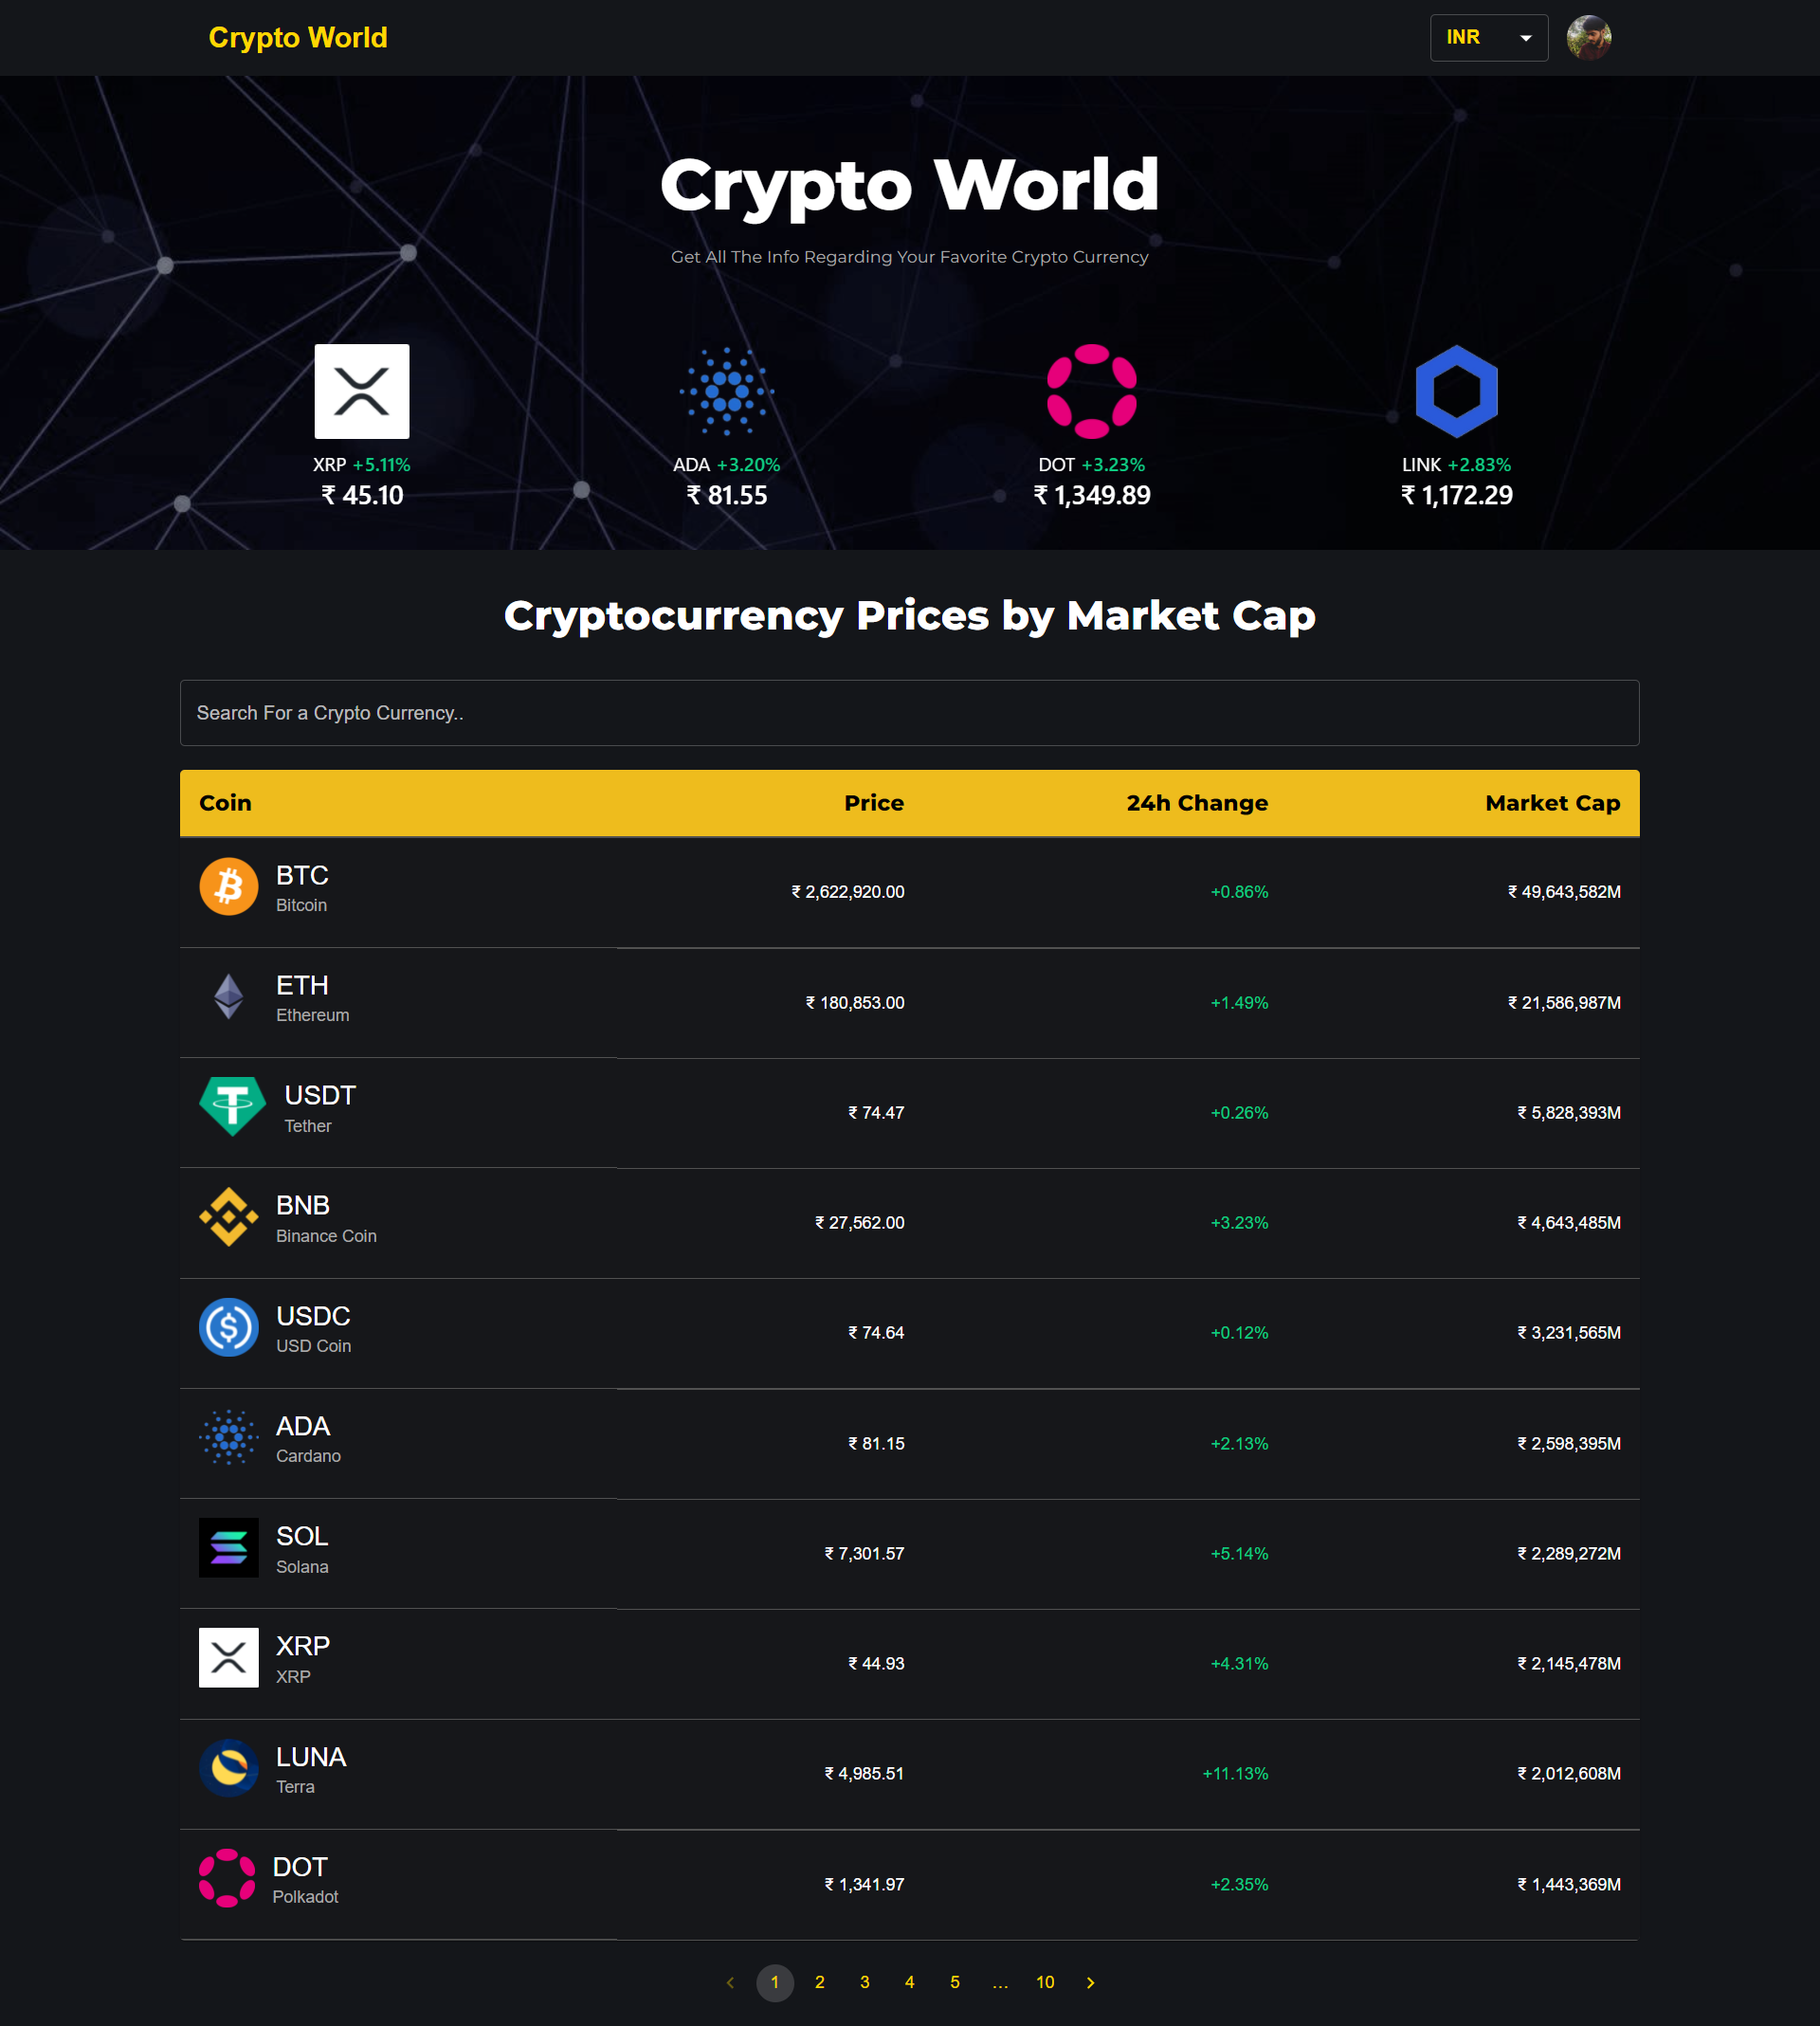 Crypto World
INR
Crypto World
Get All The Info Regarding Your Favorite Crypto Currency
XRP +5.11%
₹ 45.10
ADA +3.20%
₹ 81.55
DOT +3.23%
₹ 1,349.89
LINK +2.83%
₹ 1,172.29
Cryptocurrency Prices by Market Cap
Search For a Crypto Currency..
Coin Price 24h Change Market Cap
BTC
Bitcoin
₹ 2,622,920.00 +0.86% ₹ 49,643,582M
ETH
Ethereum
₹ 180,853.00 +1.49% ₹ 21,586,987M
USDT
Tether
₹ 74.47 +0.26% ₹ 5,828,393M
BNB
Binance Coin
₹ 27,562.00 +3.23% ₹ 4,643,485M
USDC
USD Coin
₹ 74.64 +0.12% ₹ 3,231,565M
ADA
Cardano
₹ 81.15 +2.13% ₹ 2,598,395M
SOL
Solana
₹ 7,301.57 +5.14% ₹ 2,289,272M
XRP
XRP
₹ 44.93 +4.31% ₹ 2,145,478M
LUNA
Terra
₹ 4,985.51 +11.13% ₹ 2,012,608M
DOT
Polkadot
₹ 1,341.97 +2.35% ₹ 1,443,369M
‹ 1 2 3 4 5 … 10 ›